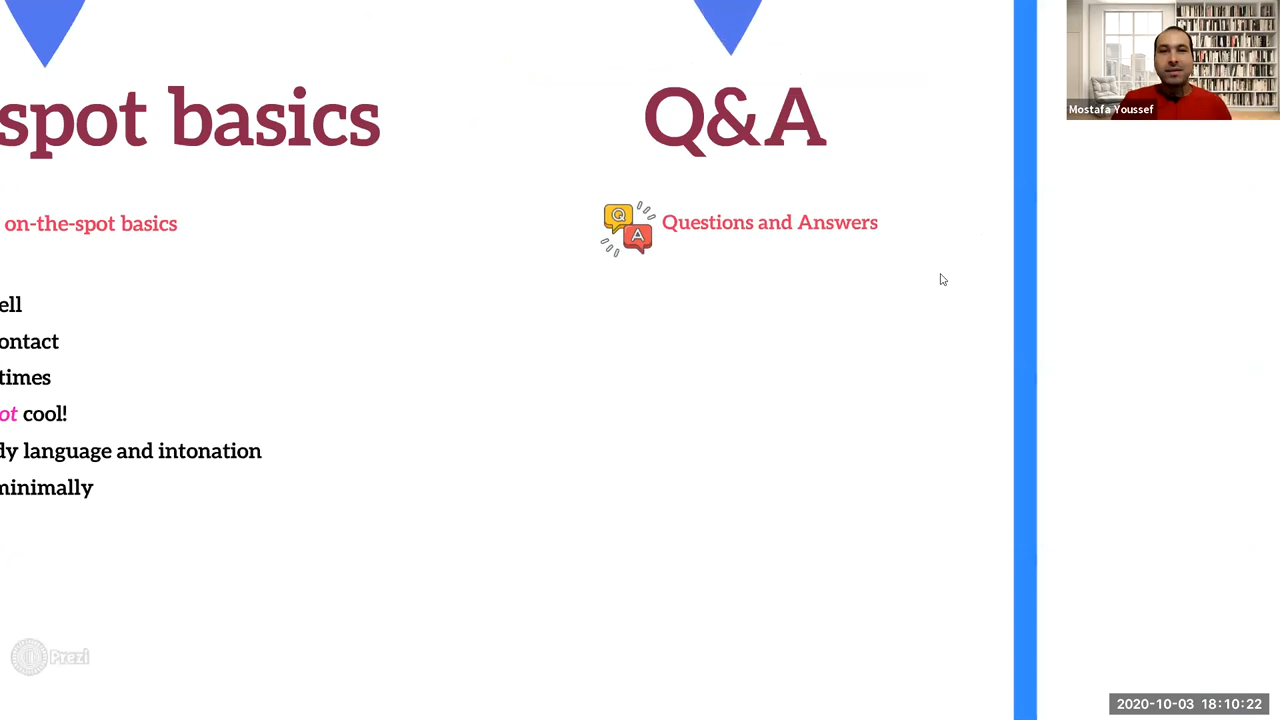 spot basics
on-the-spot basics
ell
ontact
times
ot cool!
dy language and intonation
minimally
Q&A
Q
A
Questions and Answers
Prezi
Mostafa Youssef
2020-10-03 18:10:22